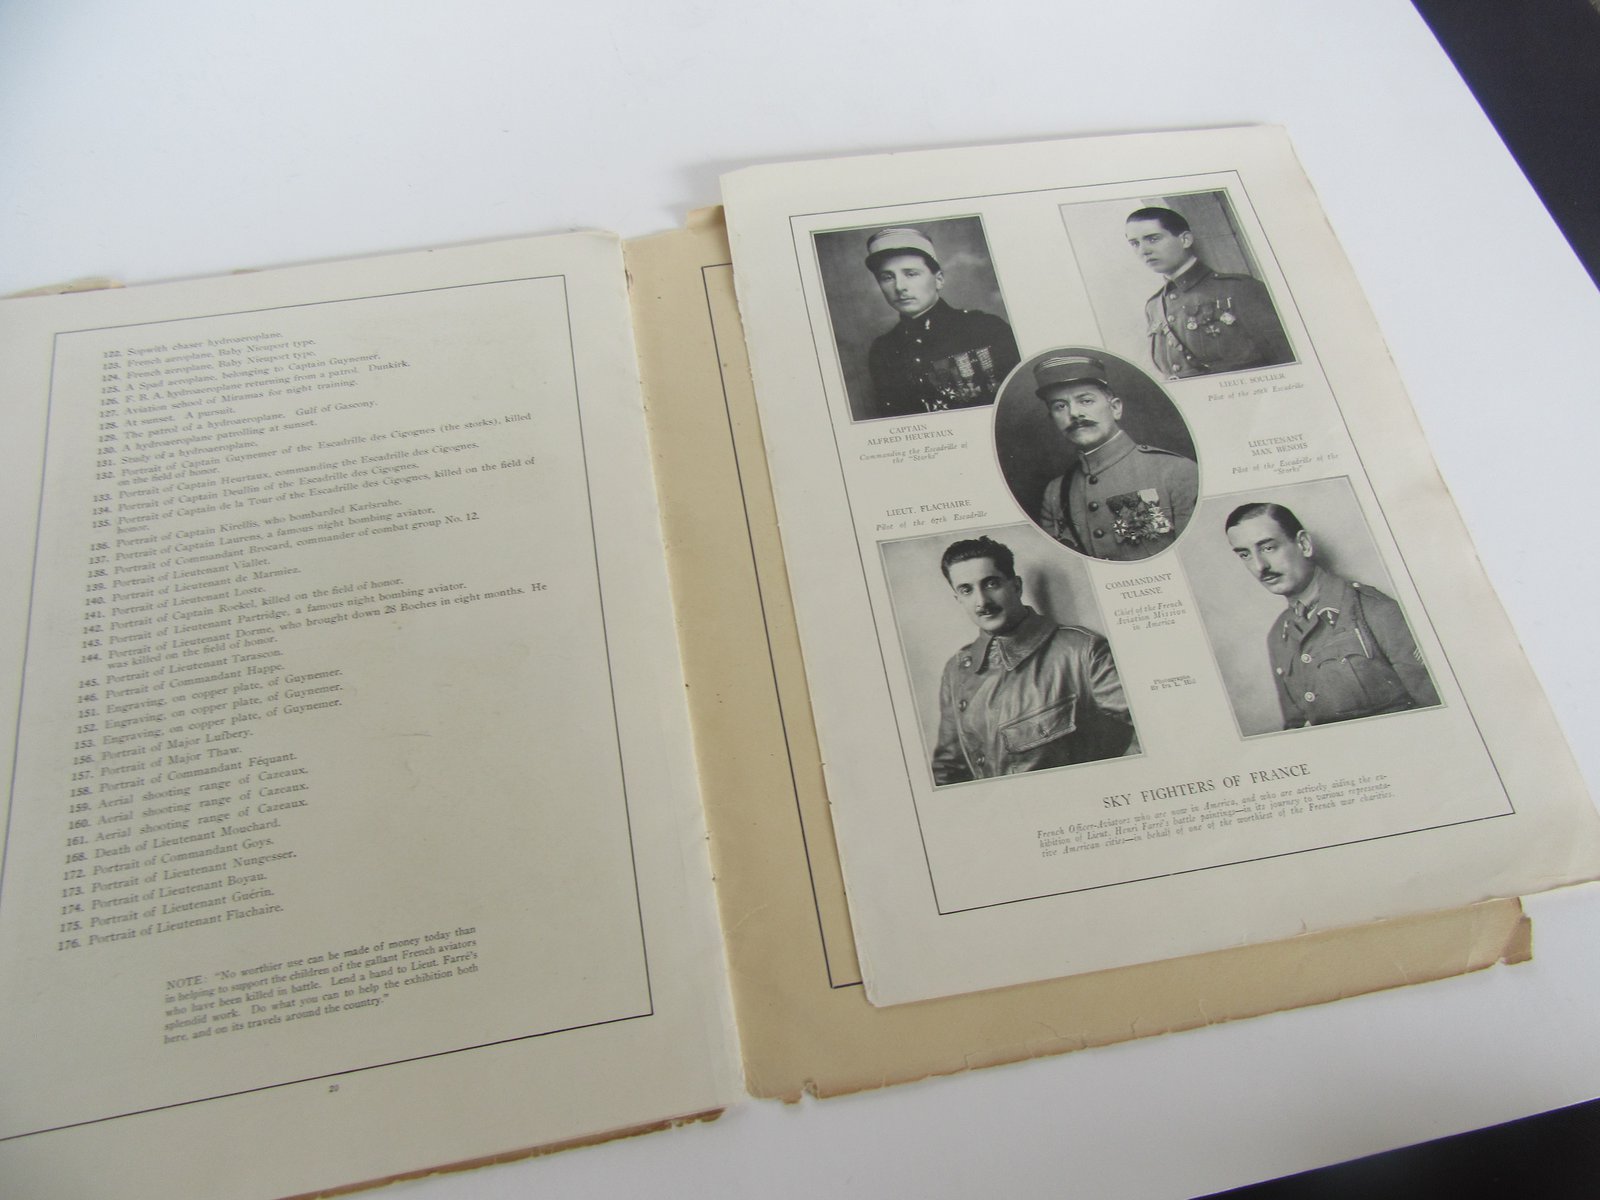 122. Sopwith chaser hydroaeroplane.
123. French aeroplane, Baby Nieuport type.
124. French aeroplane, Baby Nieuport type.
125. A Spad aeroplane, belonging to Captain Guynemer.
126. F. B. A. hydroaeroplane returning from a patrol. Dunkirk.
127. Aviation school of Miramas for night training.
128. At sunset. A pursuit.
129. The patrol of a hydroaeroplane. Gulf of Gascony.
130. A hydroaeroplane patrolling at sunset.
131. Study of a hydroaeroplane.
132. Portrait of Captain Guynemer of the Escadrille des Cigognes (the storks), killed
on the field of honor.
133. Portrait of Captain Heurtaux, commanding the Escadrille des Cigognes.
134. Portrait of Captain Deullin of the Escadrille des Cigognes.
135. Portrait of Captain de la Tour of the Escadrille des Cigognes, killed on the field of
honor.
136. Portrait of Captain Kirellis, who bombarded Karlsruhe.
137. Portrait of Captain Laurens, a famous night bombing aviator.
138. Portrait of Commandant Brocard, commander of combat group No. 12.
139. Portrait of Lieutenant Viallet.
140. Portrait of Lieutenant de Marmiez.
141. Portrait of Lieutenant Loste.
142. Portrait of Captain Roekel, killed on the field of honor.
143. Portrait of Lieutenant Partridge, a famous night bombing aviator.
144. Portrait of Lieutenant Dorme, who brought down 28 Boches in eight months. He
was killed on the field of honor.
145. Portrait of Lieutenant Tarascon.
146. Portrait of Commandant Happe.
151. Engraving, on copper plate, of Guynemer.
152. Engraving, on copper plate, of Guynemer.
153. Engraving, on copper plate, of Guynemer.
156. Portrait of Major Lufbery.
157. Portrait of Major Thaw.
158. Portrait of Commandant Féquant.
159. Aerial shooting range of Cazeaux.
160. Aerial shooting range of Cazeaux.
161. Aerial shooting range of Cazeaux.
168. Death of Lieutenant Mouchard.
172. Portrait of Commandant Goys.
173. Portrait of Lieutenant Nungesser.
174. Portrait of Lieutenant Boyau.
175. Portrait of Lieutenant Guérin.
176. Portrait of Lieutenant Flachaire.
NOTE: "No worthier use can be made of money today than
in helping to support the children of the gallant French aviators
who have been killed in battle. Lend a hand to Lieut. Farré's
splendid work. Do what you can to help the exhibition both
here, and on its travels around the country."
20
CAPTAIN
ALFRED HEURTAUX
Commanding the Escadrille of
the "Storks"
LIEUT. SOULIER
Pilot of the 26th Escadrille
LIEUT. FLACHAIRE
Pilot of the 67th Escadrille
LIEUTENANT
MAX BENOIS
Pilot of the Escadrille of the
"Storks"
COMMANDANT
TULASNE
Chief of the French
Aviation Mission
in America
Photographs
By Ira L. Hill
SKY FIGHTERS OF FRANCE
French Officer-Aviators who are now in America, and who are actively aiding the ex-
hibition of Lieut. Henri Farré's battle paintings—in its journey to various representa-
tive American cities—in behalf of one of the worthiest of the French war charities.